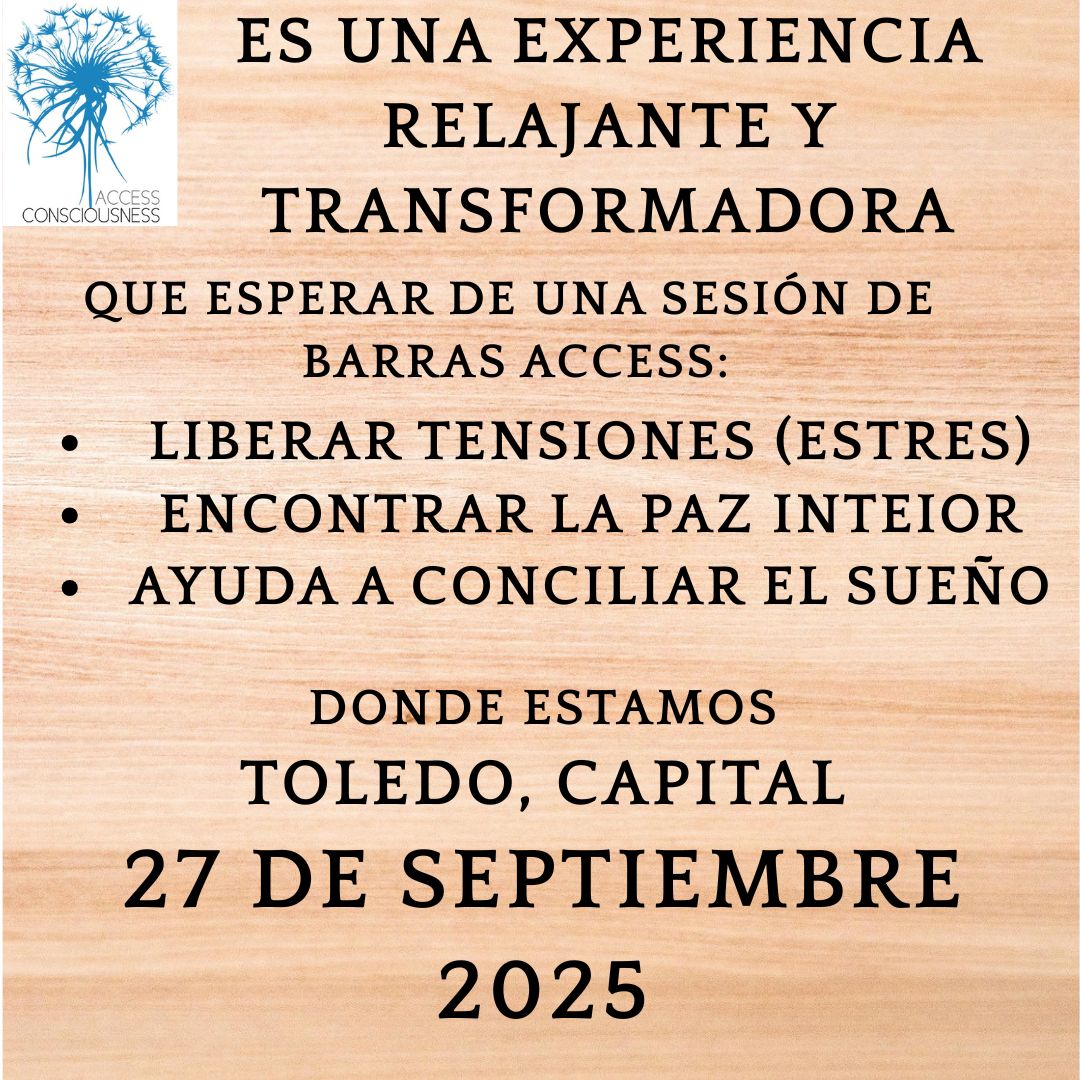 ACCESS
CONSCIOUSNESS
ES UNA EXPERIENCIA
RELAJANTE Y
TRANSFORMADORA
QUE ESPERAR DE UNA SESIÓN DE
BARRAS ACCESS:
• LIBERAR TENSIONES (ESTRES)
• ENCONTRAR LA PAZ INTEIOR
• AYUDA A CONCILIAR EL SUEÑO
DONDE ESTAMOS
TOLEDO, CAPITAL
27 DE SEPTIEMBRE
2025